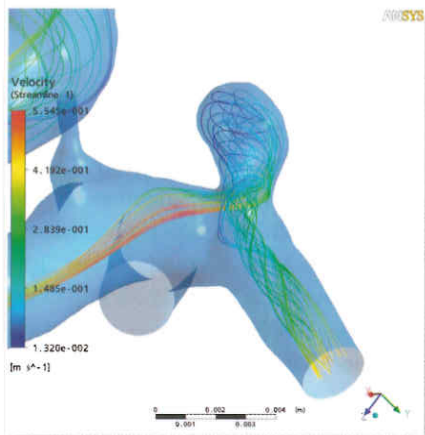 ANSYS
Velocity
(Streamline 1)
5.545e-001
4.192e-001
2.839e-001
1.485e-001
1.320e-002
[m s^-1]
0 0.002 0.004 (m)
0.001 0.003
Y
Z